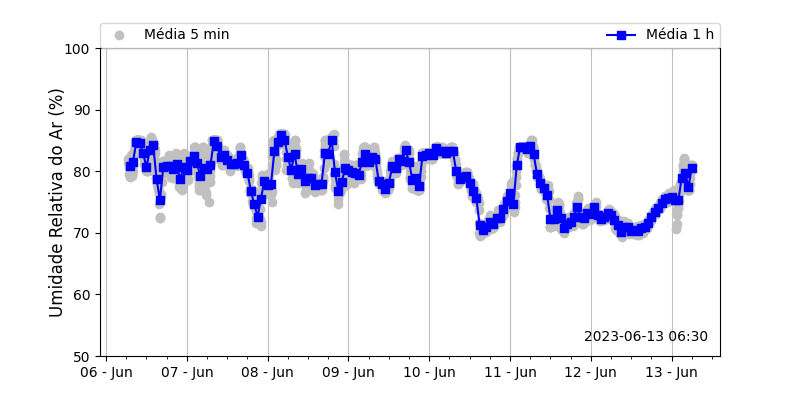 Média 5 min
Média 1 h
Umidade Relativa do Ar (%)
100
90
80
70
60
50
2023-06-13 06:30
06 - Jun
07 - Jun
08 - Jun
09 - Jun
10 - Jun
11 - Jun
12 - Jun
13 - Jun